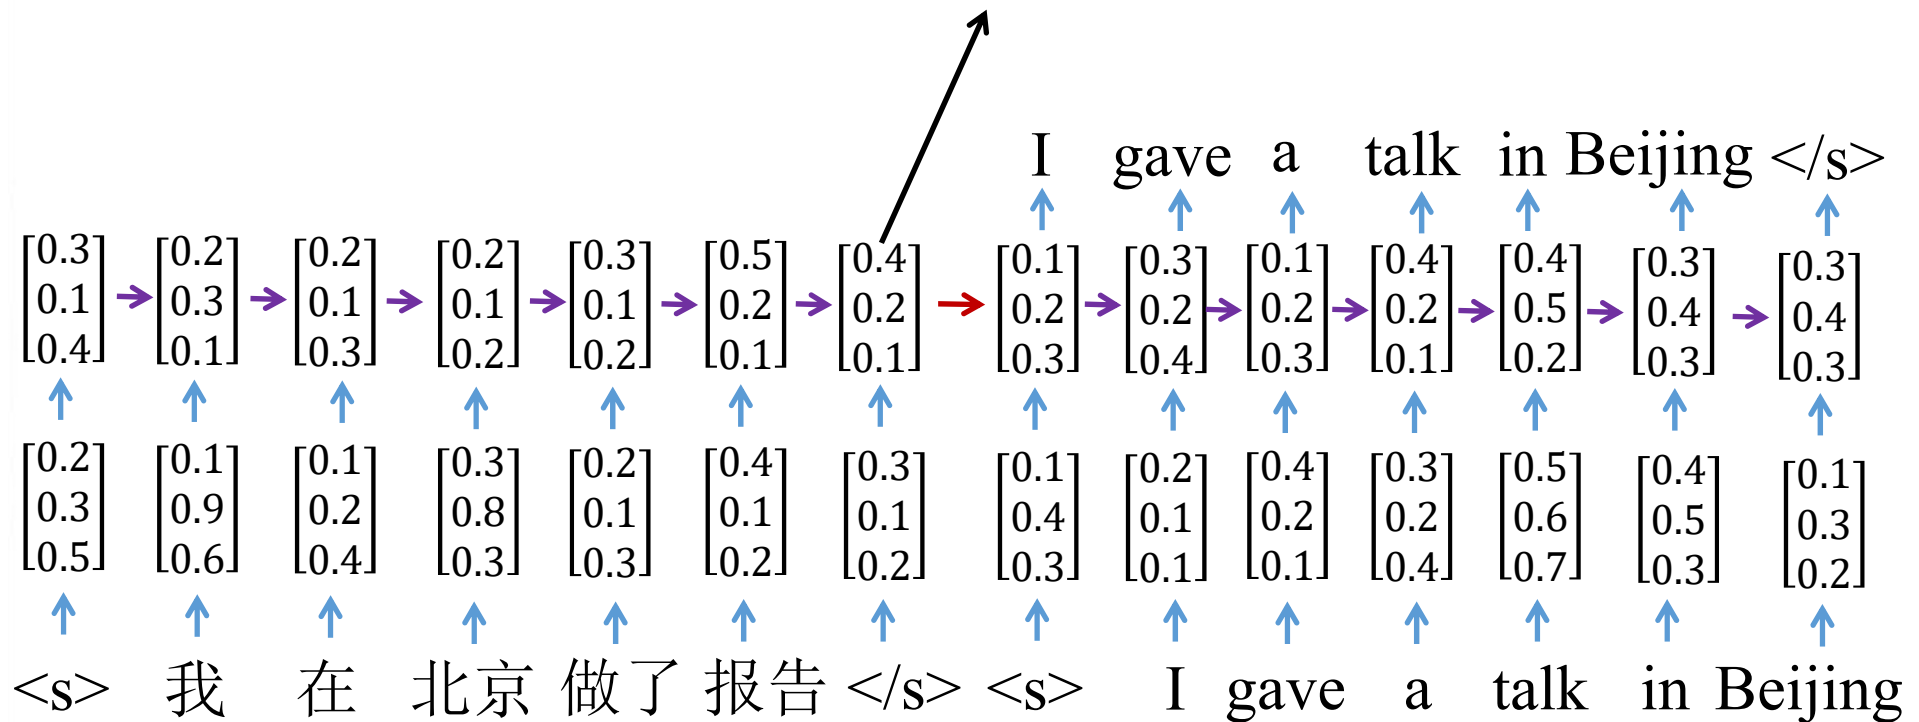 I gave a talk in Beijing </s>
[0.3 0.1 0.4] [0.2 0.3 0.1] [0.2 0.1 0.3] [0.2 0.1 0.2] [0.3 0.1 0.2] [0.5 0.2 0.1] [0.4 0.2 0.1] [0.1 0.2 0.3] [0.3 0.2 0.4] [0.1 0.2 0.3] [0.4 0.2 0.1] [0.4 0.5 0.2] [0.3 0.4 0.3] [0.3 0.4 0.3]
[0.2 0.3 0.5] [0.1 0.9 0.6] [0.1 0.2 0.4] [0.3 0.8 0.3] [0.2 0.1 0.3] [0.4 0.1 0.2] [0.3 0.1 0.2] [0.1 0.4 0.3] [0.2 0.1 0.1] [0.4 0.2 0.1] [0.3 0.2 0.4] [0.5 0.6 0.7] [0.4 0.5 0.3] [0.1 0.3 0.2]
<s> 我 在 北京 做了 报告 </s> <s> I gave a talk in Beijing